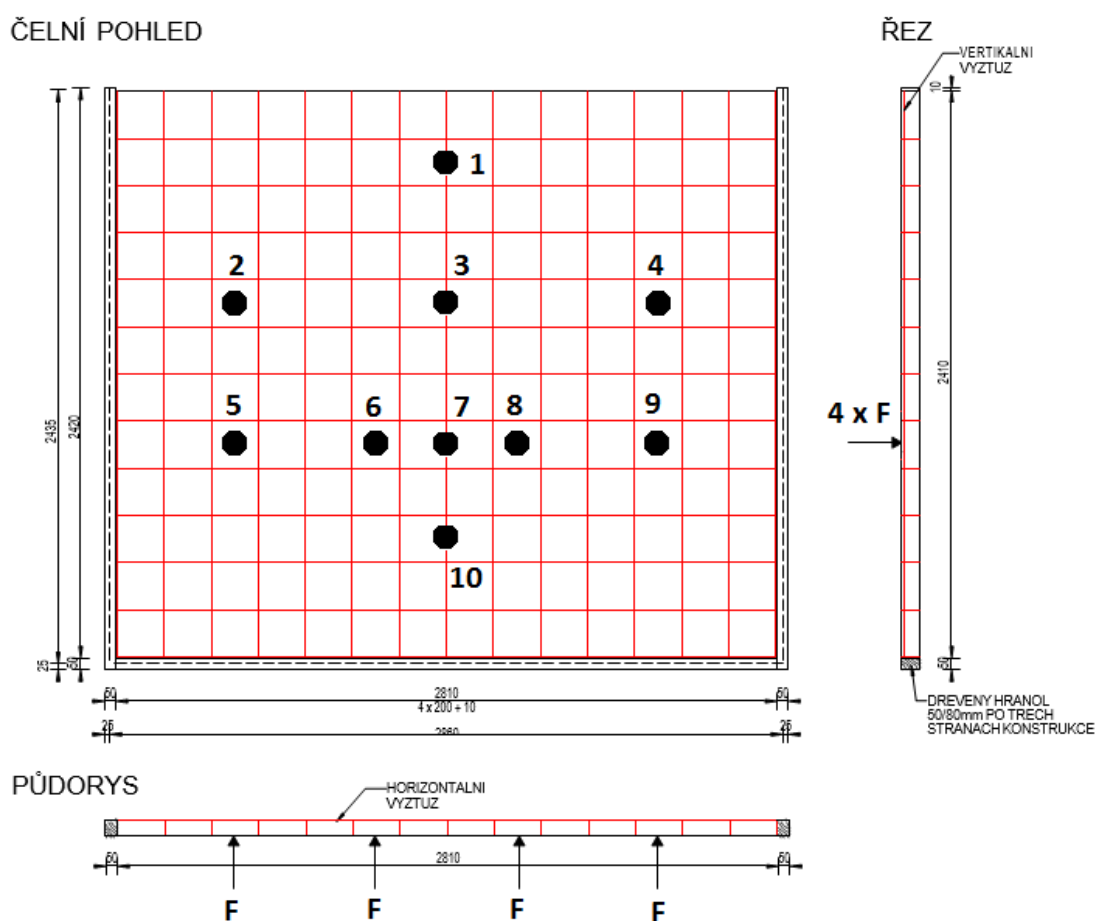 ČELNÍ POHLED
ŘEZ
VERTIKALNI
VYZTUZ
10
1
2
3
4
2435
2420
2410
5
6
7
8
9
4 x F
10
25
50
50
50
2810
50
4 x 200 + 10
25
2860
25
DREVENY HRANOL
50/80mm PO TRECH
STRANACH KONSTRUKCE
PŮDORYS
HORIZONTALNI
VYZTUZ
50
2810
50
F
F
F
F